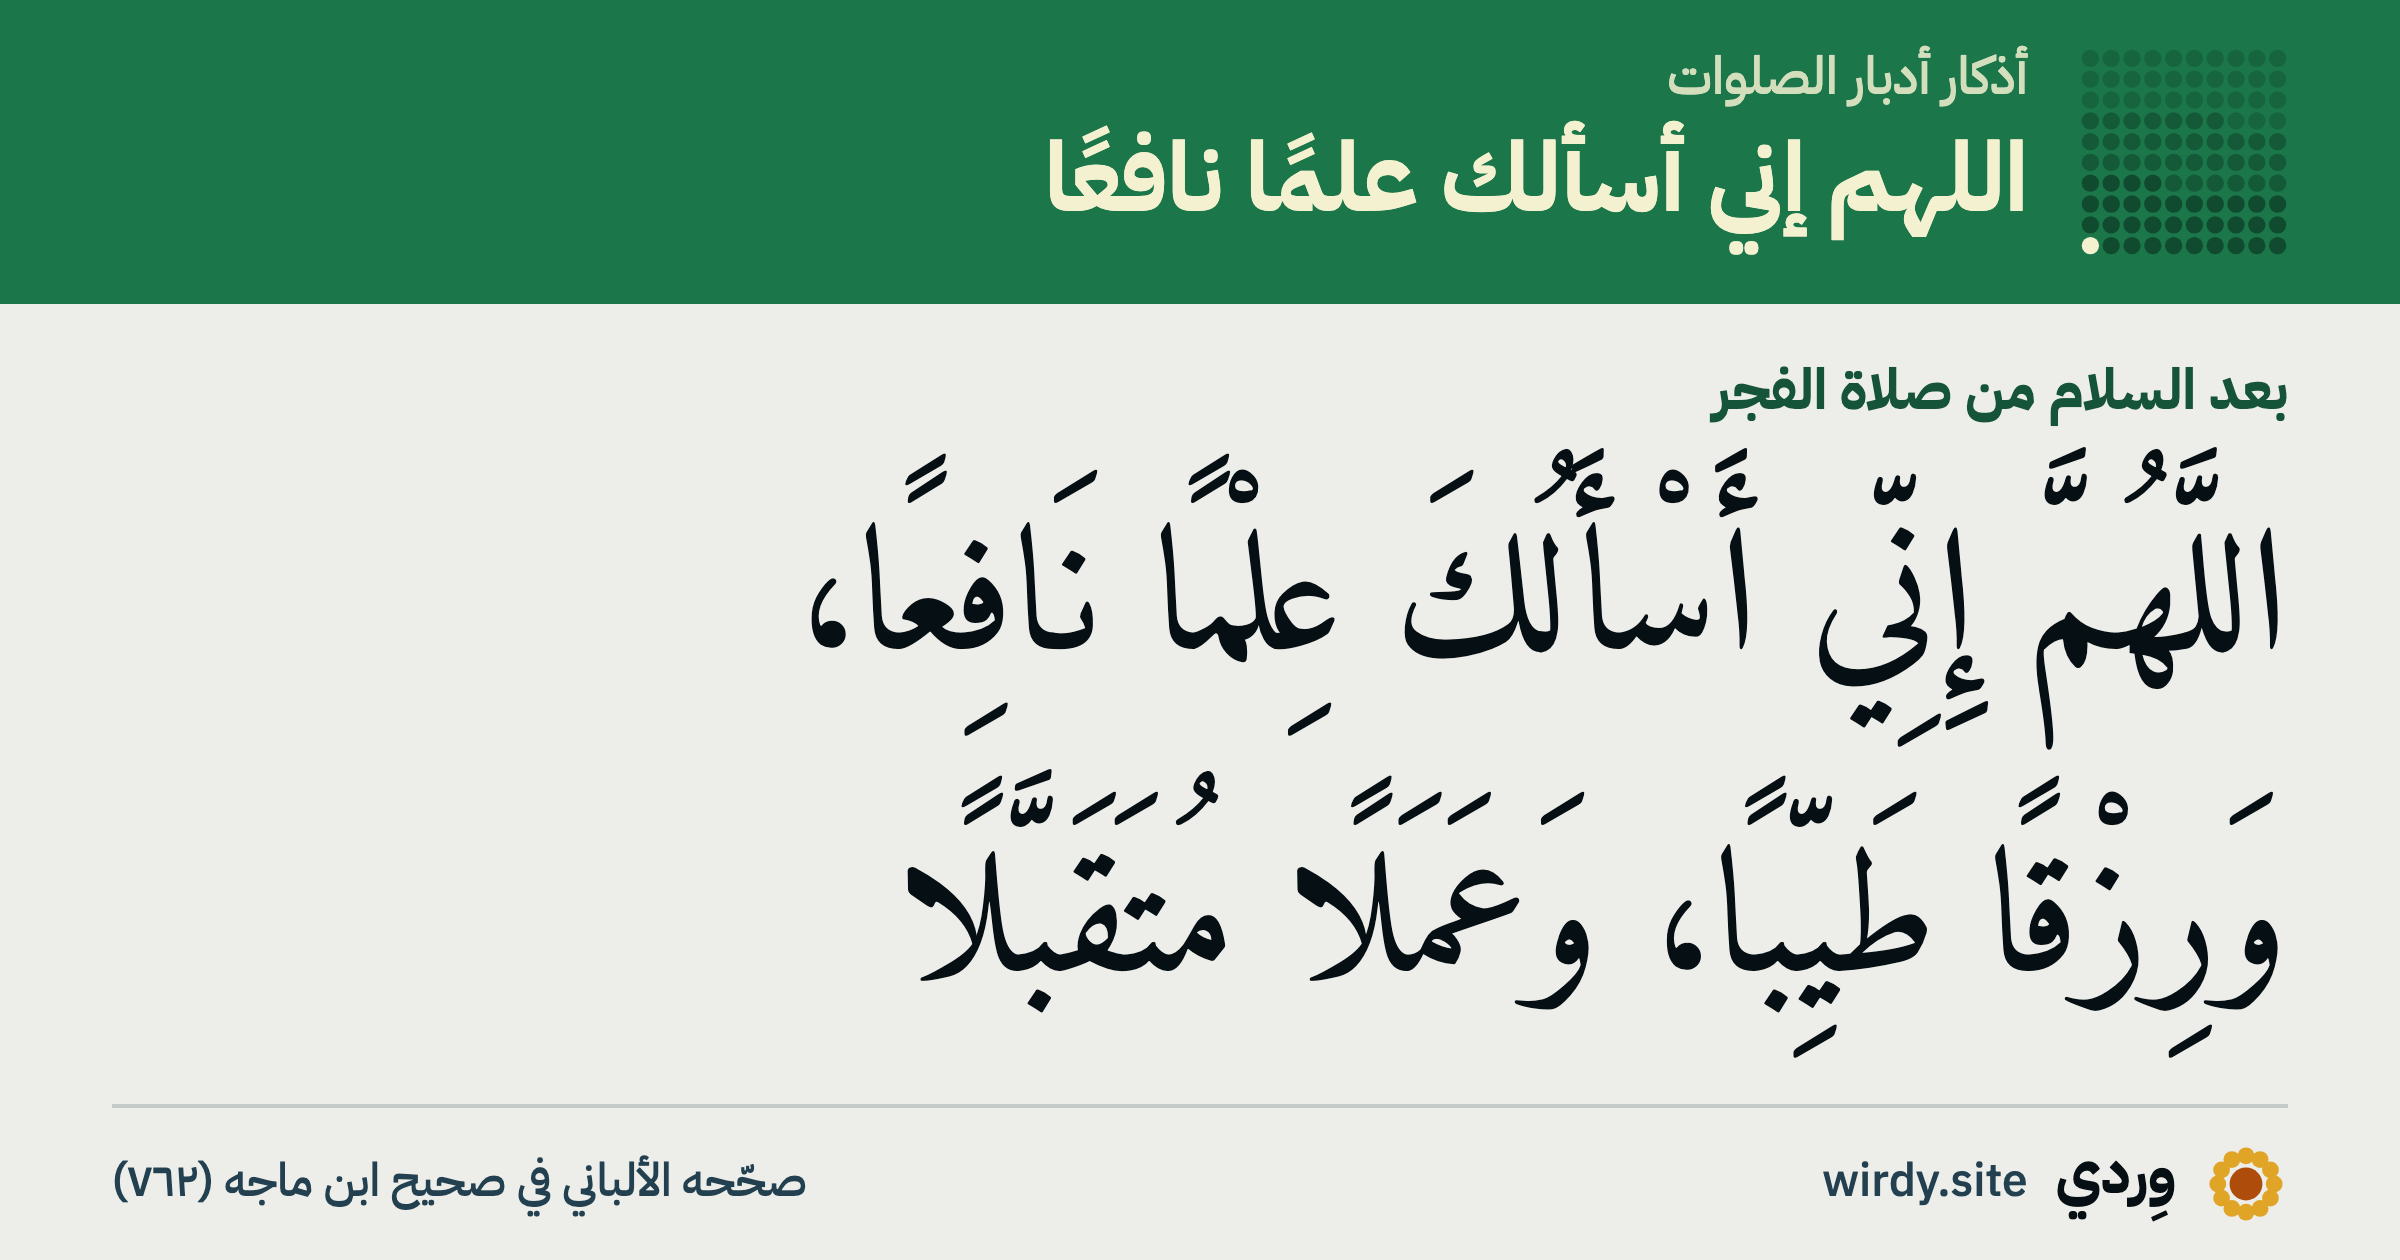 أذكار أدبار الصلوات
اللهم إني أسألك علمًا نافعًا
بعد السلام من صلاة الفجر
اللَّهُمَّ إِنِّي أَسْأَلُكَ عِلْمًا نَافِعًا،
وَرِزْقًا طَيِّبًا، وَعَمَلًا مُتَقَبَّلًا
وِردي wirdy.site
صحّحه الألباني في صحيح ابن ماجه (٧٦٢)